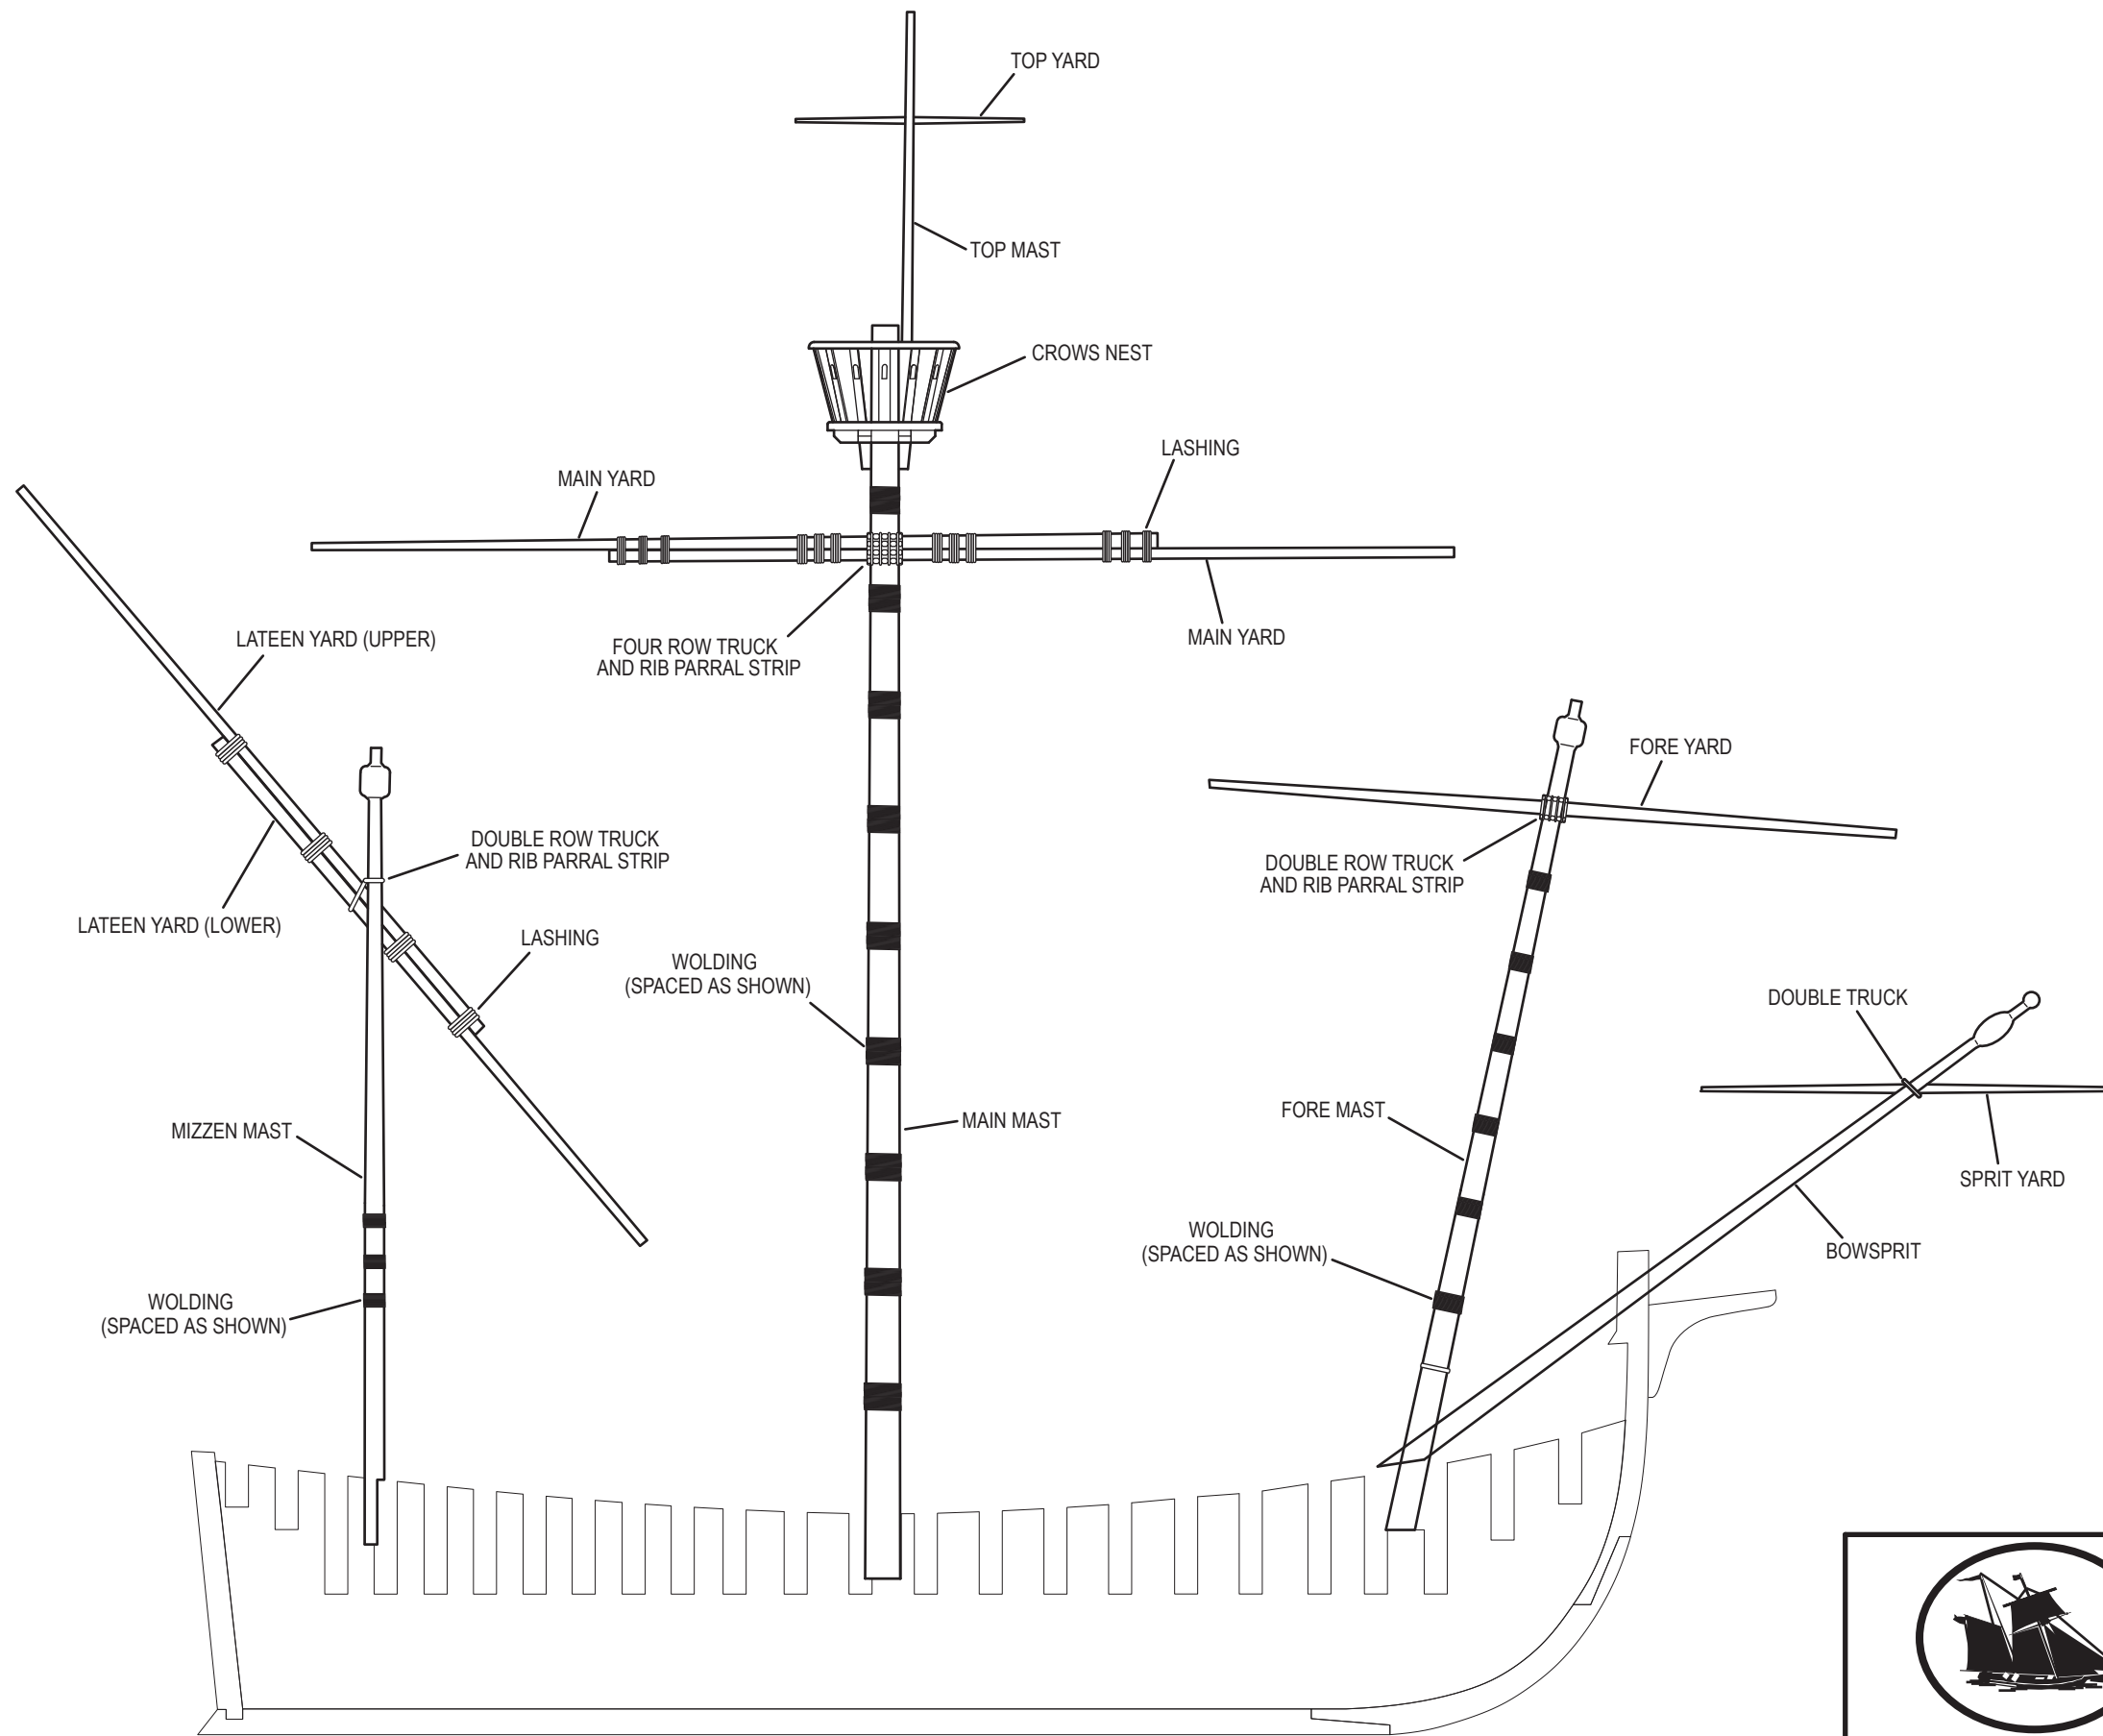 TOP YARD
TOP MAST
CROWS NEST
LASHING
MAIN YARD
LATEEN YARD (UPPER)
FOUR ROW TRUCK
AND RIB PARRAL STRIP
MAIN YARD
FORE YARD
DOUBLE ROW TRUCK
AND RIB PARRAL STRIP
DOUBLE ROW TRUCK
AND RIB PARRAL STRIP
LATEEN YARD (LOWER)
LASHING
WOLDING
(SPACED AS SHOWN)
DOUBLE TRUCK
MIZZEN MAST
MAIN MAST
FORE MAST
SPRIT YARD
WOLDING
(SPACED AS SHOWN)
BOWSPRIT
WOLDING
(SPACED AS SHOWN)